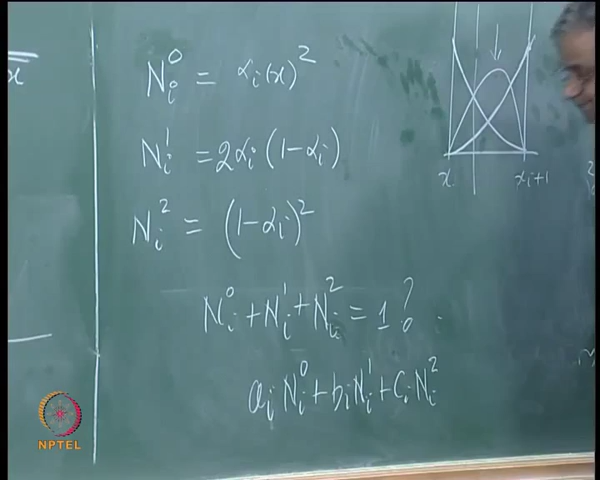 x
N_i^0 = α_i(x)^2
N_i^1 = 2α_i(1-α_i)
N_i^2 = (1-α_i)^2
N_i^0 + N_i^1 + N_i^2 = 1 ?
a_i N_i^0 + b_i N_i^1 + C_i N_i^2
x x_i+1
NPTEL